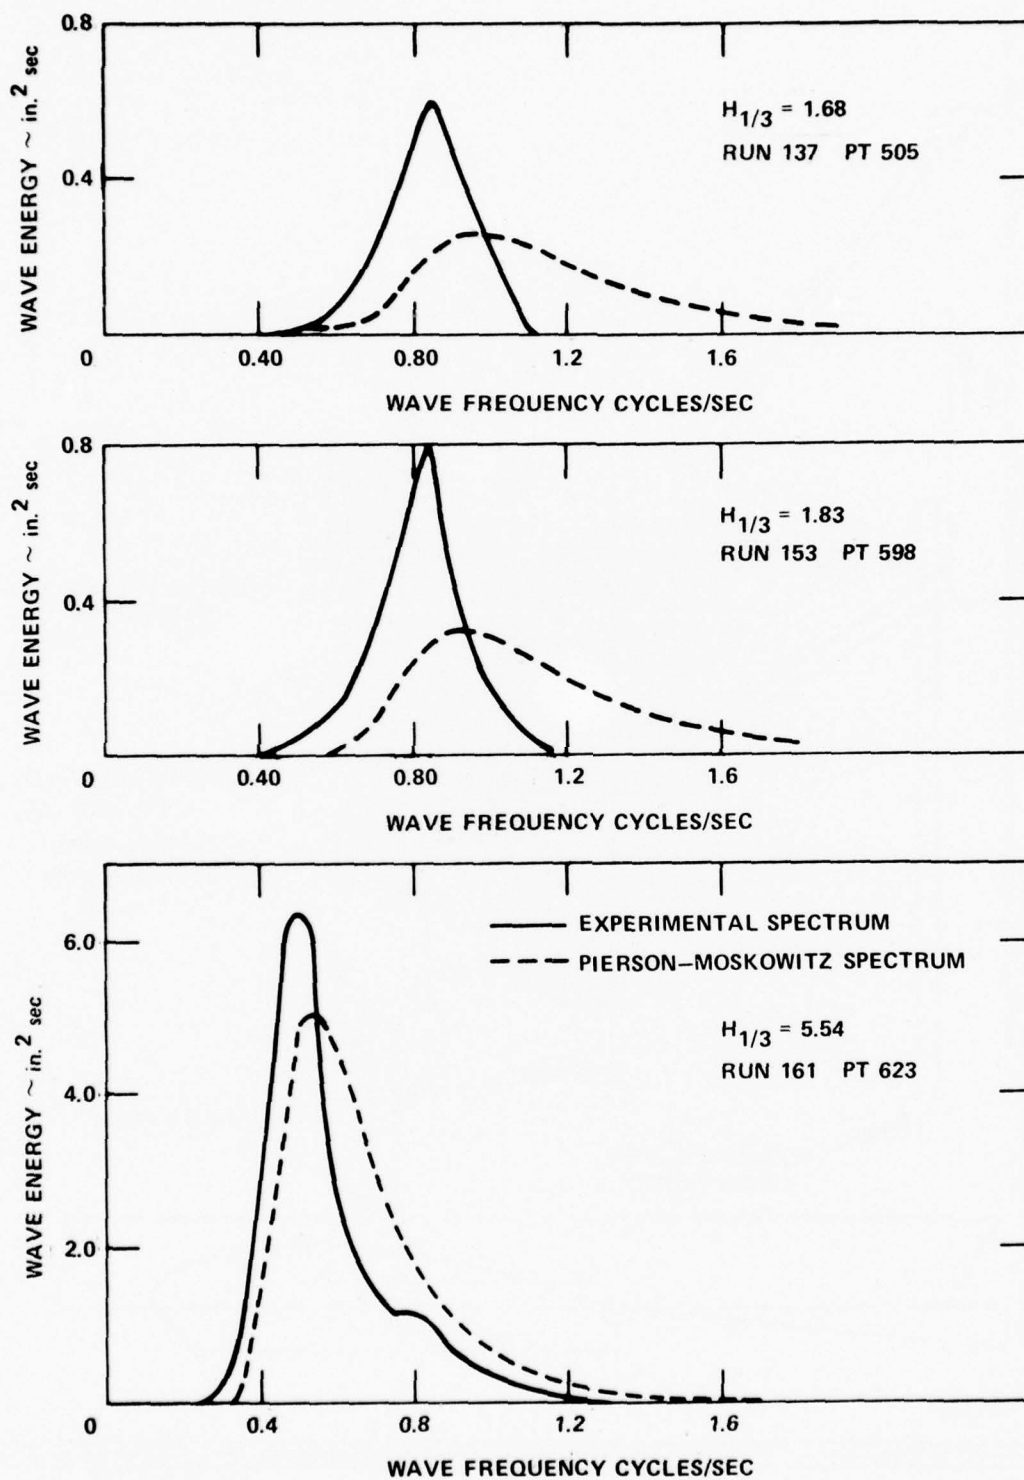 0.8
0.4
0
WAVE ENERGY ~ in.2 sec
H1/3 = 1.68
RUN 137 PT 505
0.40 0.80 1.2 1.6
WAVE FREQUENCY CYCLES/SEC
0.8
0.4
0
WAVE ENERGY ~ in.2 sec
H1/3 = 1.83
RUN 153 PT 598
0.40 0.80 1.2 1.6
WAVE FREQUENCY CYCLES/SEC
6.0
4.0
2.0
0
WAVE ENERGY ~ in.2 sec
EXPERIMENTAL SPECTRUM
PIERSON–MOSKOWITZ SPECTRUM
H1/3 = 5.54
RUN 161 PT 623
0.4 0.8 1.2 1.6
WAVE FREQUENCY CYCLES/SEC